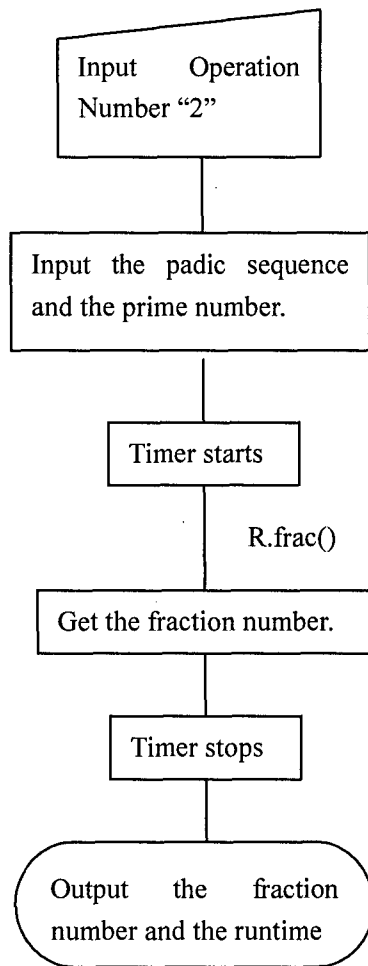 Input Operation
Number “2”
Input the padic sequence
and the prime number.
Timer starts
R.frac()
Get the fraction number.
Timer stops
Output the fraction
number and the runtime